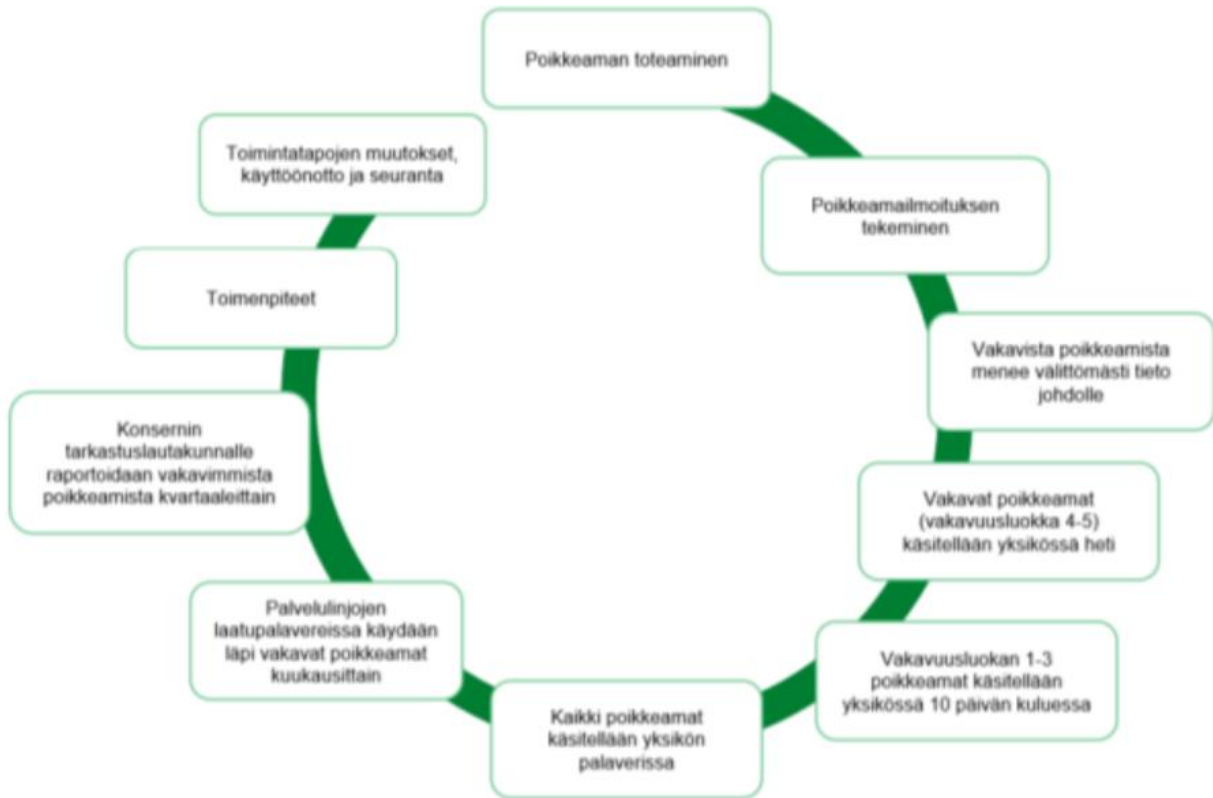 Poikkeaman toteaminen
Poikkeamailmoituksen
tekeminen
Vakavista poikkeamista
menee välittömästi tieto
johdolle
Vakavat poikkeamat
(vakavuusluokka 4-5)
käsitellään yksikössä heti
Vakavuusluokan 1-3
poikkeamat käsitellään
yksikössä 10 päivän kuluessa
Kaikki poikkeamat
käsitellään yksikön
palaverissa
Palvelulinjojen
laatupalavereissa käydään
läpi vakavat poikkeamat
kuukausittain
Konsernin
tarkastuslautakunnalle
raportoidaan vakavimmista
poikkeamista kvartaaleittain
Toimenpiteet
Toimintatapojen muutokset,
käyttöönotto ja seuranta